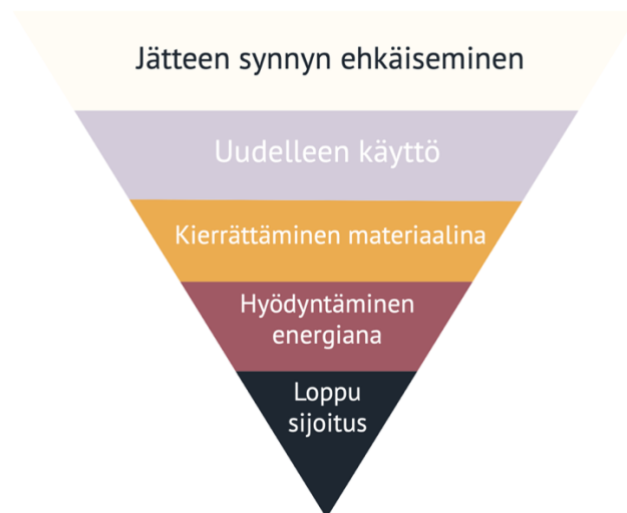 Jätteen synnyn ehkäiseminen
Uudelleen käyttö
Kierrättäminen materiaalina
Hyödyntäminen
energiana
Loppu
sijoitus